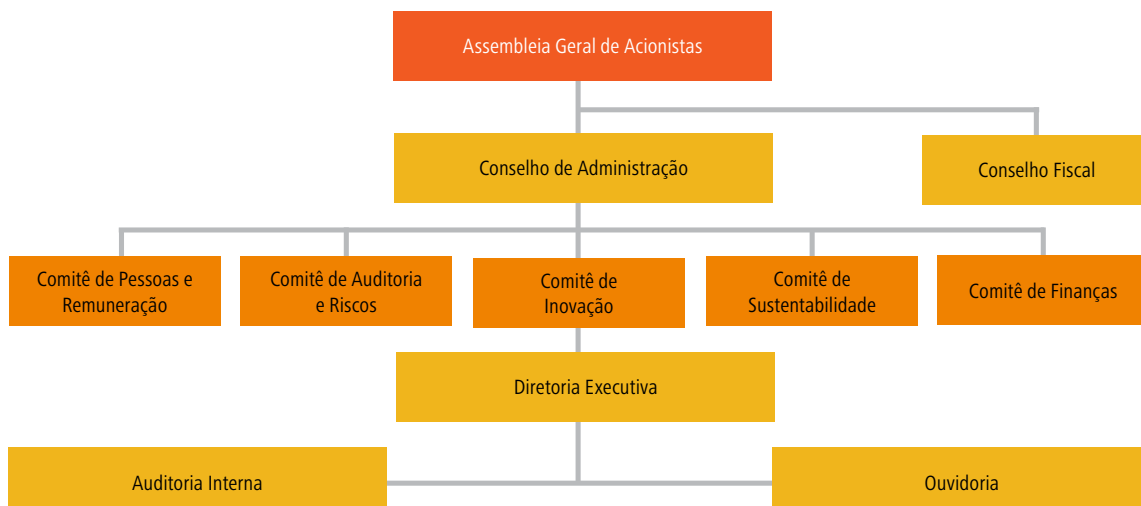 Assembleia Geral de Acionistas
Conselho de Administração
Conselho Fiscal
Comitê de Pessoas e
Remuneração
Comitê de Auditoria
e Riscos
Comitê de
Inovação
Comitê de
Sustentabilidade
Comitê de Finanças
Diretoria Executiva
Auditoria Interna
Ouvidoria